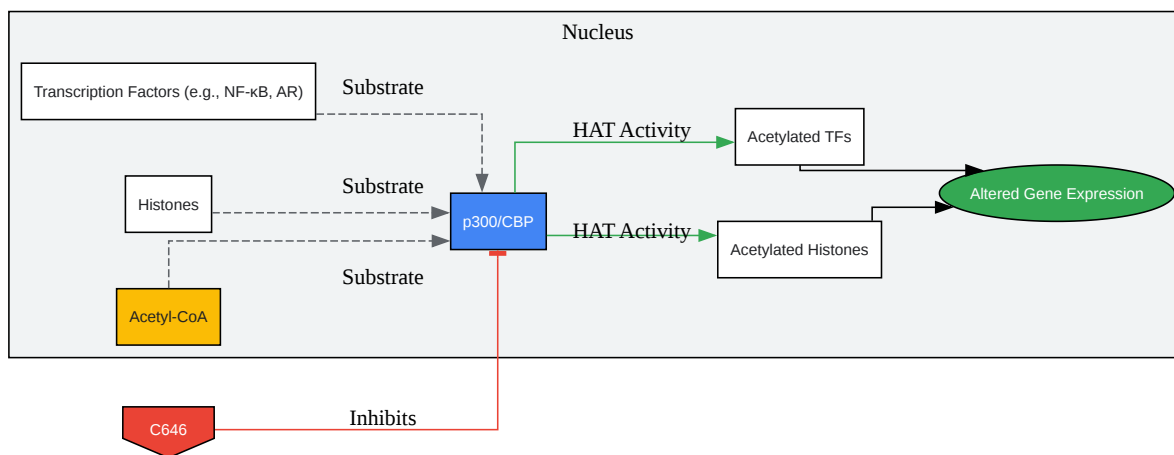 Nucleus
Transcription Factors (e.g., NF-κB, AR)
Substrate
HAT Activity
Acetylated TFs
Histones
Substrate
p300/CBP
Altered Gene Expression
HAT Activity
Acetylated Histones
Substrate
Acetyl-CoA
C646
Inhibits